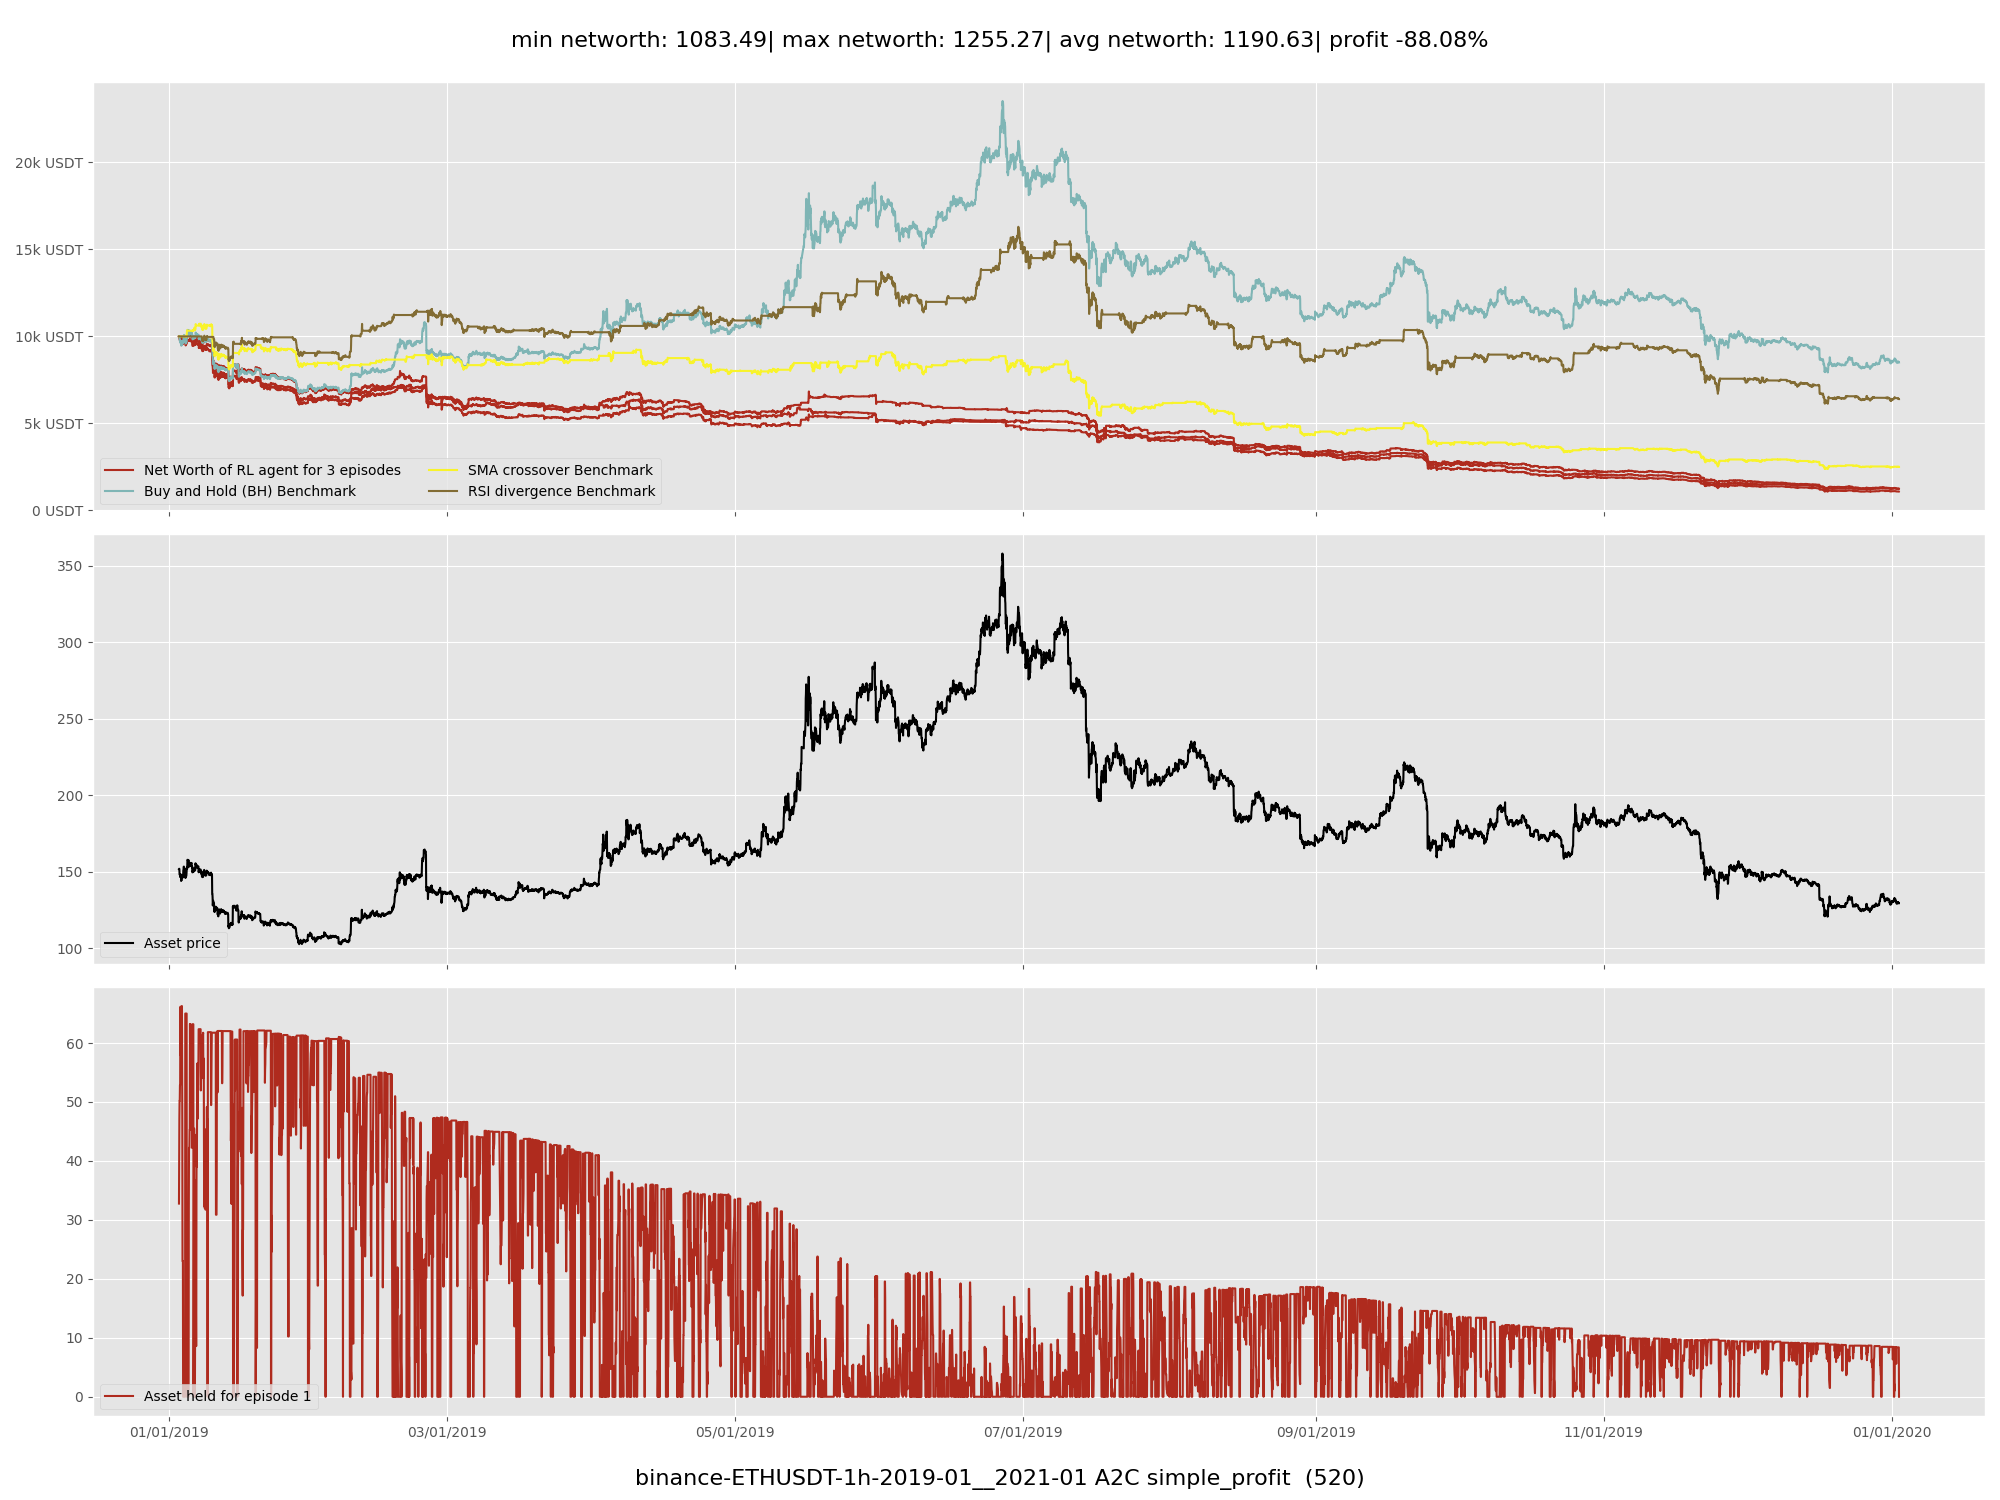 min networth: 1083.49| max networth: 1255.27| avg networth: 1190.63| profit -88.08%
20k USDT
15k USDT
10k USDT
5k USDT
0 USDT
Net Worth of RL agent for 3 episodes
Buy and Hold (BH) Benchmark
SMA crossover Benchmark
RSI divergence Benchmark
350
300
250
200
150
100
Asset price
60
50
40
30
20
10
0
Asset held for episode 1
01/01/2019
03/01/2019
05/01/2019
07/01/2019
09/01/2019
11/01/2019
01/01/2020
binance-ETHUSDT-1h-2019-01__2021-01 A2C simple_profit (520)